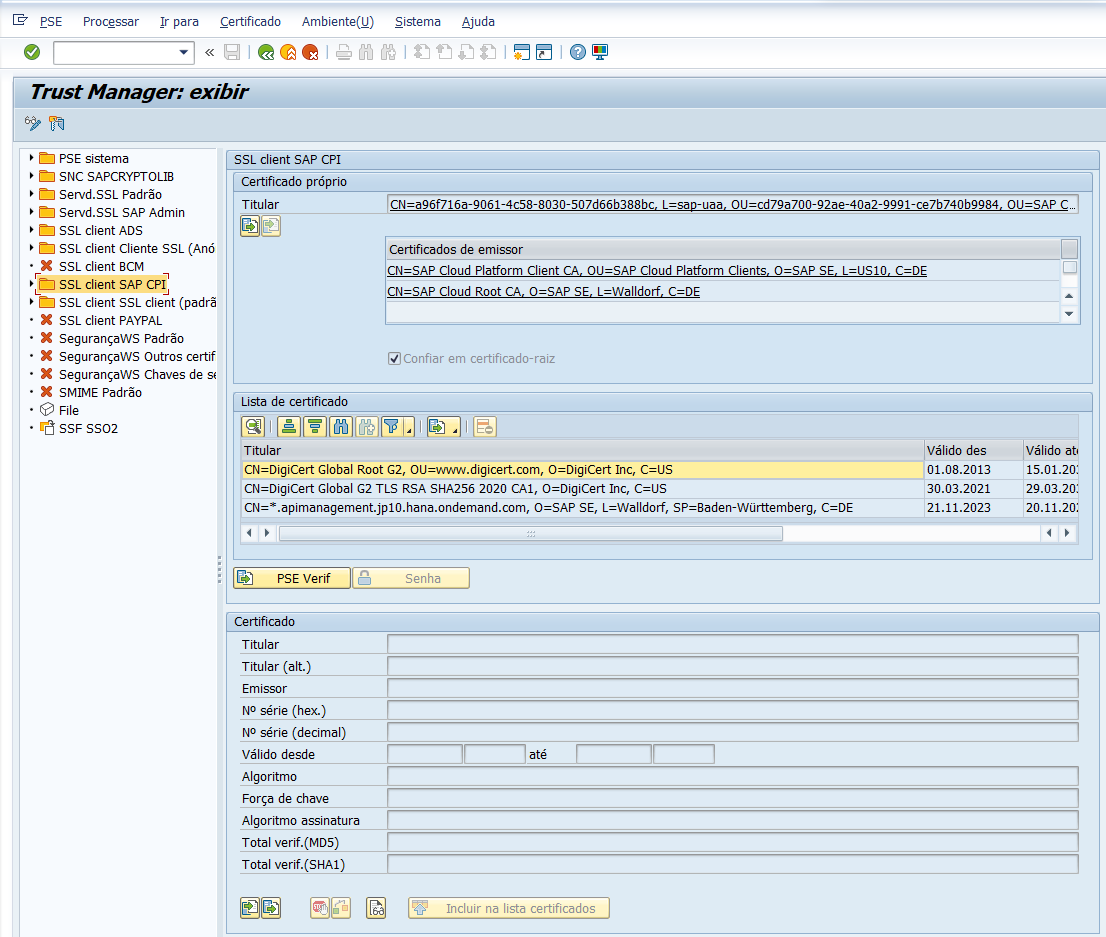 PSE Processar Ir para Certificado Ambiente(U) Sistema Ajuda
Trust Manager: exibir
PSE sistema
SNC SAPCRYPTOLIB
Servd.SSL Padrão
Servd.SSL SAP Admin
SSL client ADS
SSL client Cliente SSL (Anó
SSL client BCM
SSL client SAP CPI
SSL client SSL client (padrã
SSL client PAYPAL
SegurançaWS Padrão
SegurançaWS Outros certif
SegurançaWS Chaves de se
SMIME Padrão
File
SSF SSO2
SSL client SAP CPI
Certificado próprio
Titular CN=a96f716a-9061-4c58-8030-507d66b388bc, L=sap-uaa, OU=cd79a700-92ae-40a2-9991-ce7b740b9984, OU=SAP C...
Certificados de emissor
CN=SAP Cloud Platform Client CA, OU=SAP Cloud Platform Clients, O=SAP SE, L=US10, C=DE
CN=SAP Cloud Root CA, O=SAP SE, L=Walldorf, C=DE
Confiar em certificado-raiz
Lista de certificado
Titular Válido des Válido até
CN=DigiCert Global Root G2, OU=www.digicert.com, O=DigiCert Inc, C=US 01.08.2013 15.01.20
CN=DigiCert Global G2 TLS RSA SHA256 2020 CA1, O=DigiCert Inc, C=US 30.03.2021 29.03.20
CN=*.apimanagement.jp10.hana.ondemand.com, O=SAP SE, L=Walldorf, SP=Baden-Württemberg, C=DE 21.11.2023 20.11.20
PSE Verif Senha
Certificado
Titular
Titular (alt.)
Emissor
Nº série (hex.)
Nº série (decimal)
Válido desde até
Algoritmo
Força de chave
Algoritmo assinatura
Total verif.(MD5)
Total verif.(SHA1)
Incluir na lista certificados